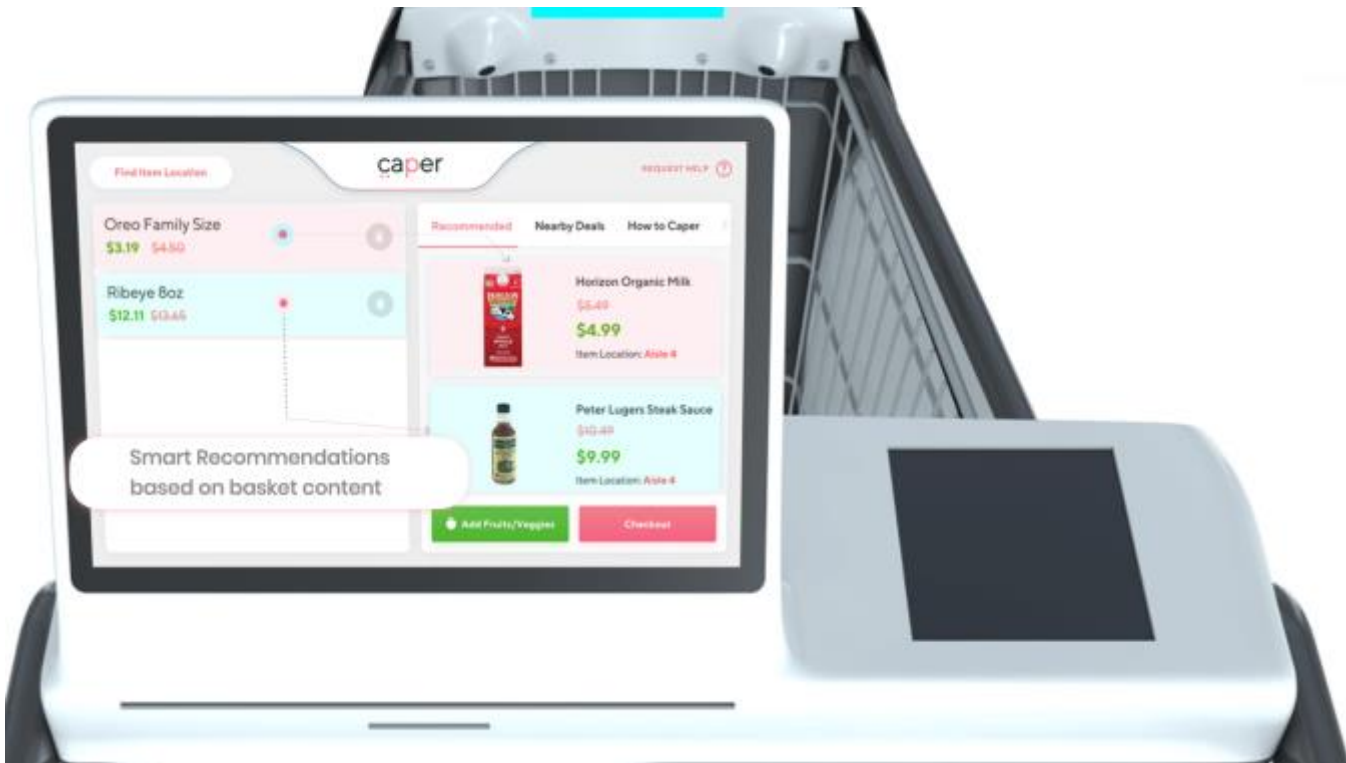 caper
Find Item Location
REQUEST HELP ?
Oreo Family Size
$3.19 $4.50
Ribeye 8oz
$12.11 $13.65
Recommended Nearby Deals How to Caper
Horizon Organic Milk
$5.49
$4.99
Item Location: Aisle 4
Peter Lugers Steak Sauce
$10.49
$9.99
Item Location: Aisle 4
Smart Recommendations
based on basket content
Add Fruits/Veggies
Checkout